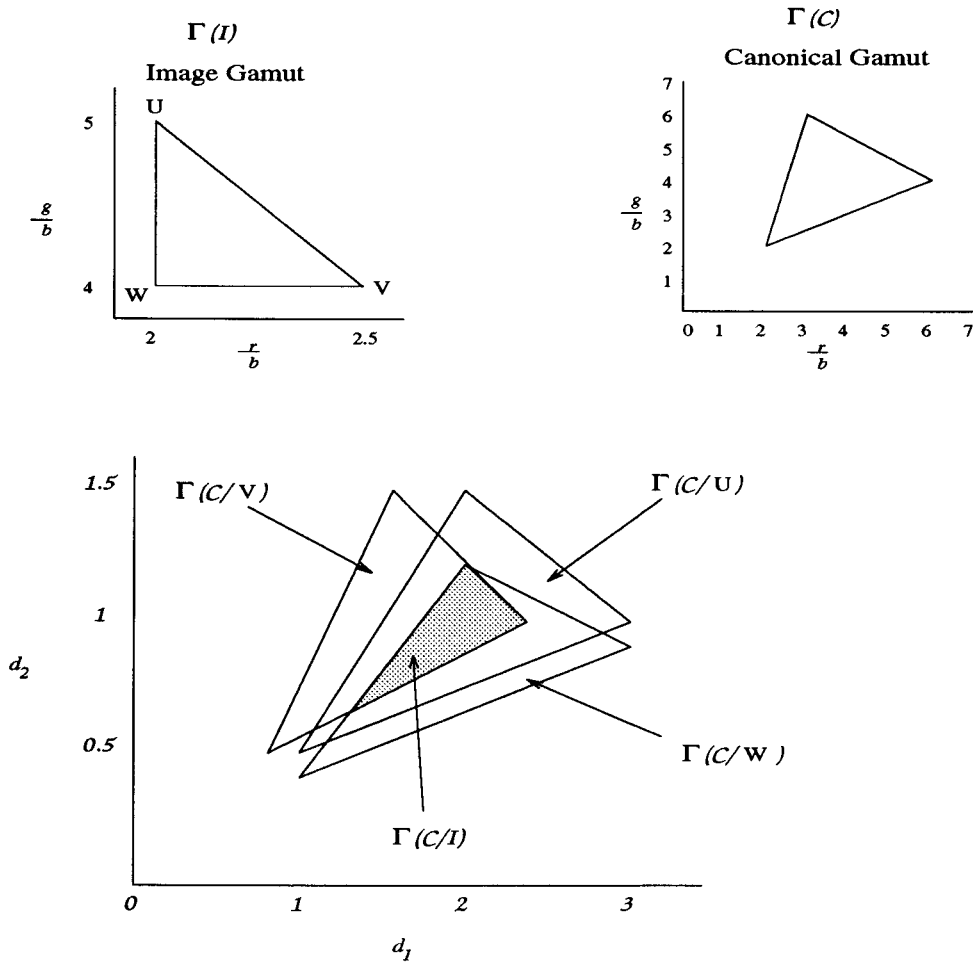 Γ(I)
Image Gamut
U
5
g/b
4
W
V
2
2.5
r/b
Γ(C)
Canonical Gamut
7
6
5
4
3
2
1
g/b
0 1 2 3 4 5 6 7
r/b
1.5
1
0.5
d₂
Γ(C/V)
Γ(C/U)
Γ(C/W)
Γ(C/I)
0 1 2 3
d₁